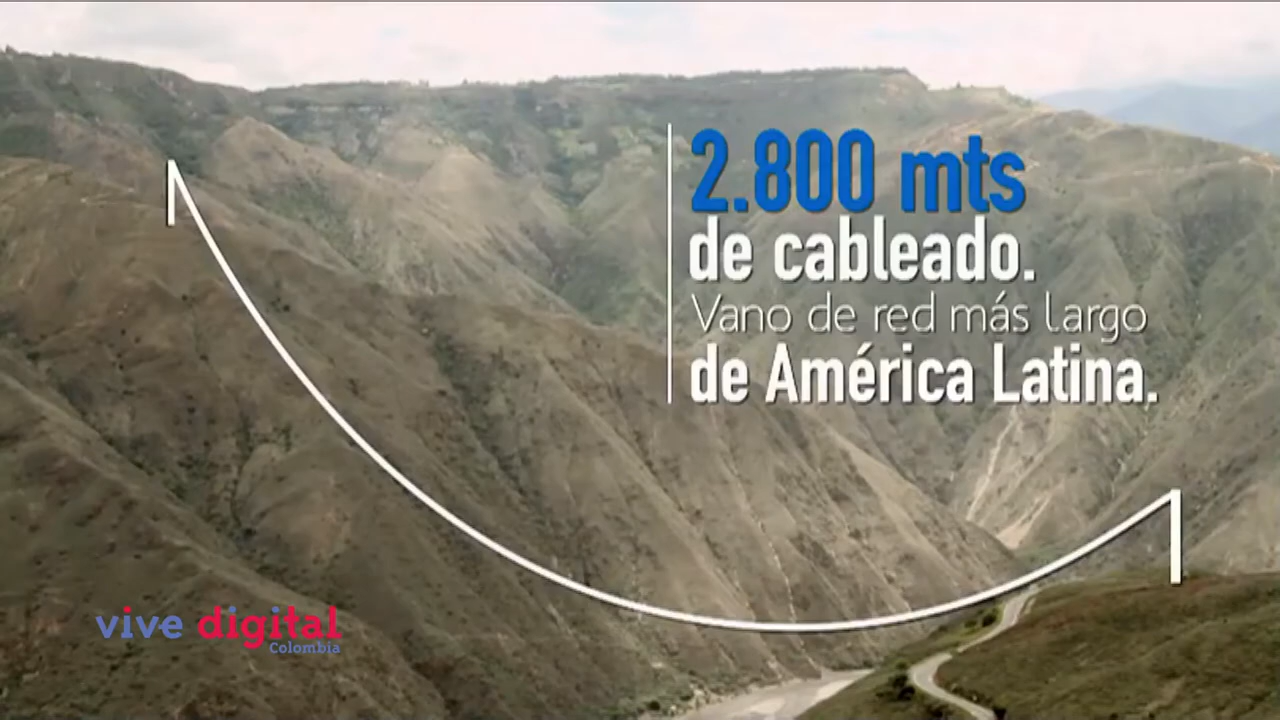 2.800 mts
de cableado.
Vano de red más largo
de América Latina.
vive digital
Colombia